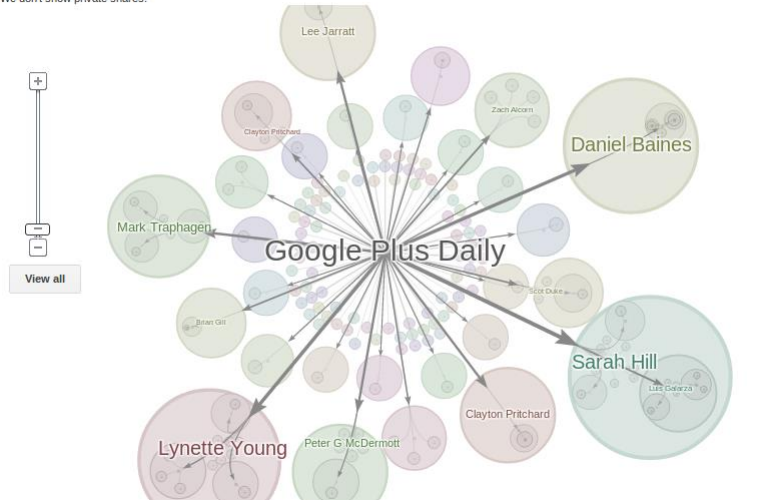 We don't show private shares.
Lee Jarratt
Zach Alcorn
Clayton Pritchard
Daniel Baines
Mark Traphagen
Google Plus Daily
View all
Scot Duke
Brian Gill
Sarah Hill
Luis Galarza
Clayton Pritchard
Lynette Young
Peter G McDermott